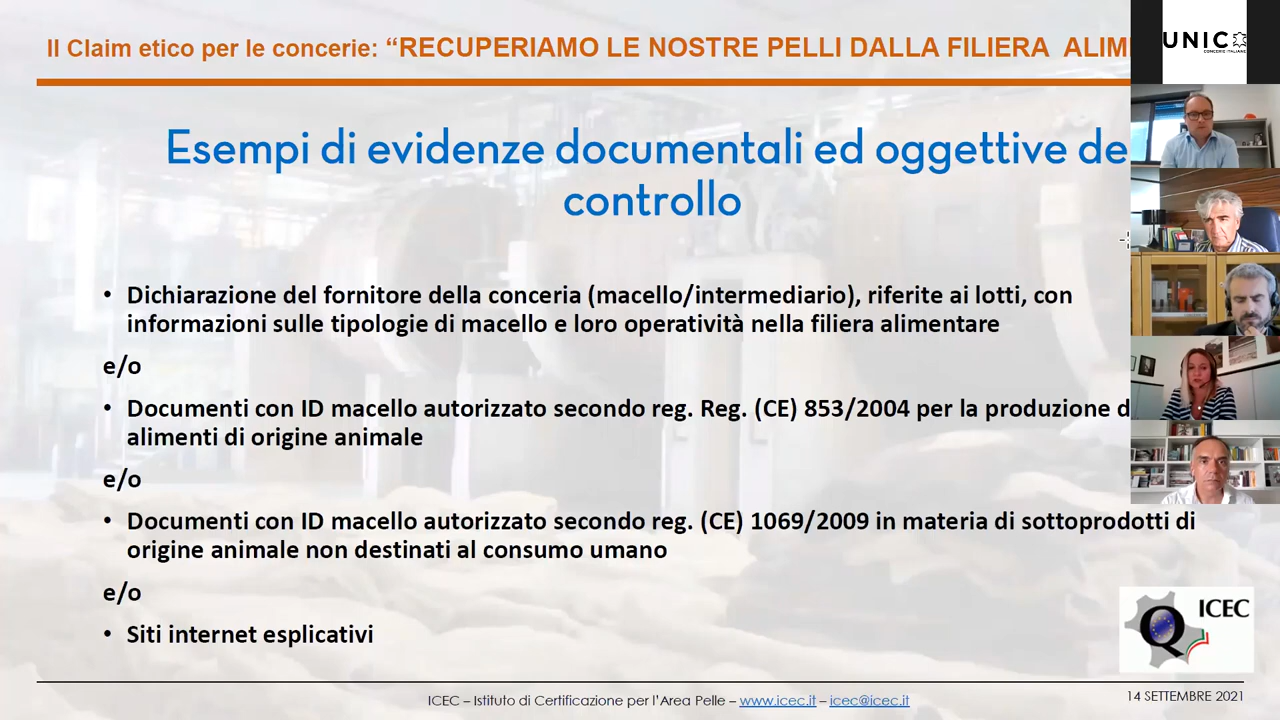 Il Claim etico per le concerie: “RECUPERIAMO LE NOSTRE PELLI DALLA FILIERA
UNIC
CONCERIE ITALIANE
Esempi di evidenze documentali ed oggettive
controllo
• Dichiarazione del fornitore della conceria (macello/intermediario), riferite ai lotti, con
informazioni sulle tipologie di macello e loro operatività nella filiera alimentare
e/o
• Documenti con ID macello autorizzato secondo reg. Reg. (CE) 853/2004 per la produzione
alimenti di origine animale
e/o
• Documenti con ID macello autorizzato secondo reg. (CE) 1069/2009 in materia di sottoprodotti di
origine animale non destinati al consumo umano
e/o
• Siti internet esplicativi
Q ICEC
ICEC – Istituto di Certificazione per l’Area Pelle – www.icec.it – icec@icec.it
14 SETTEMBRE 2021